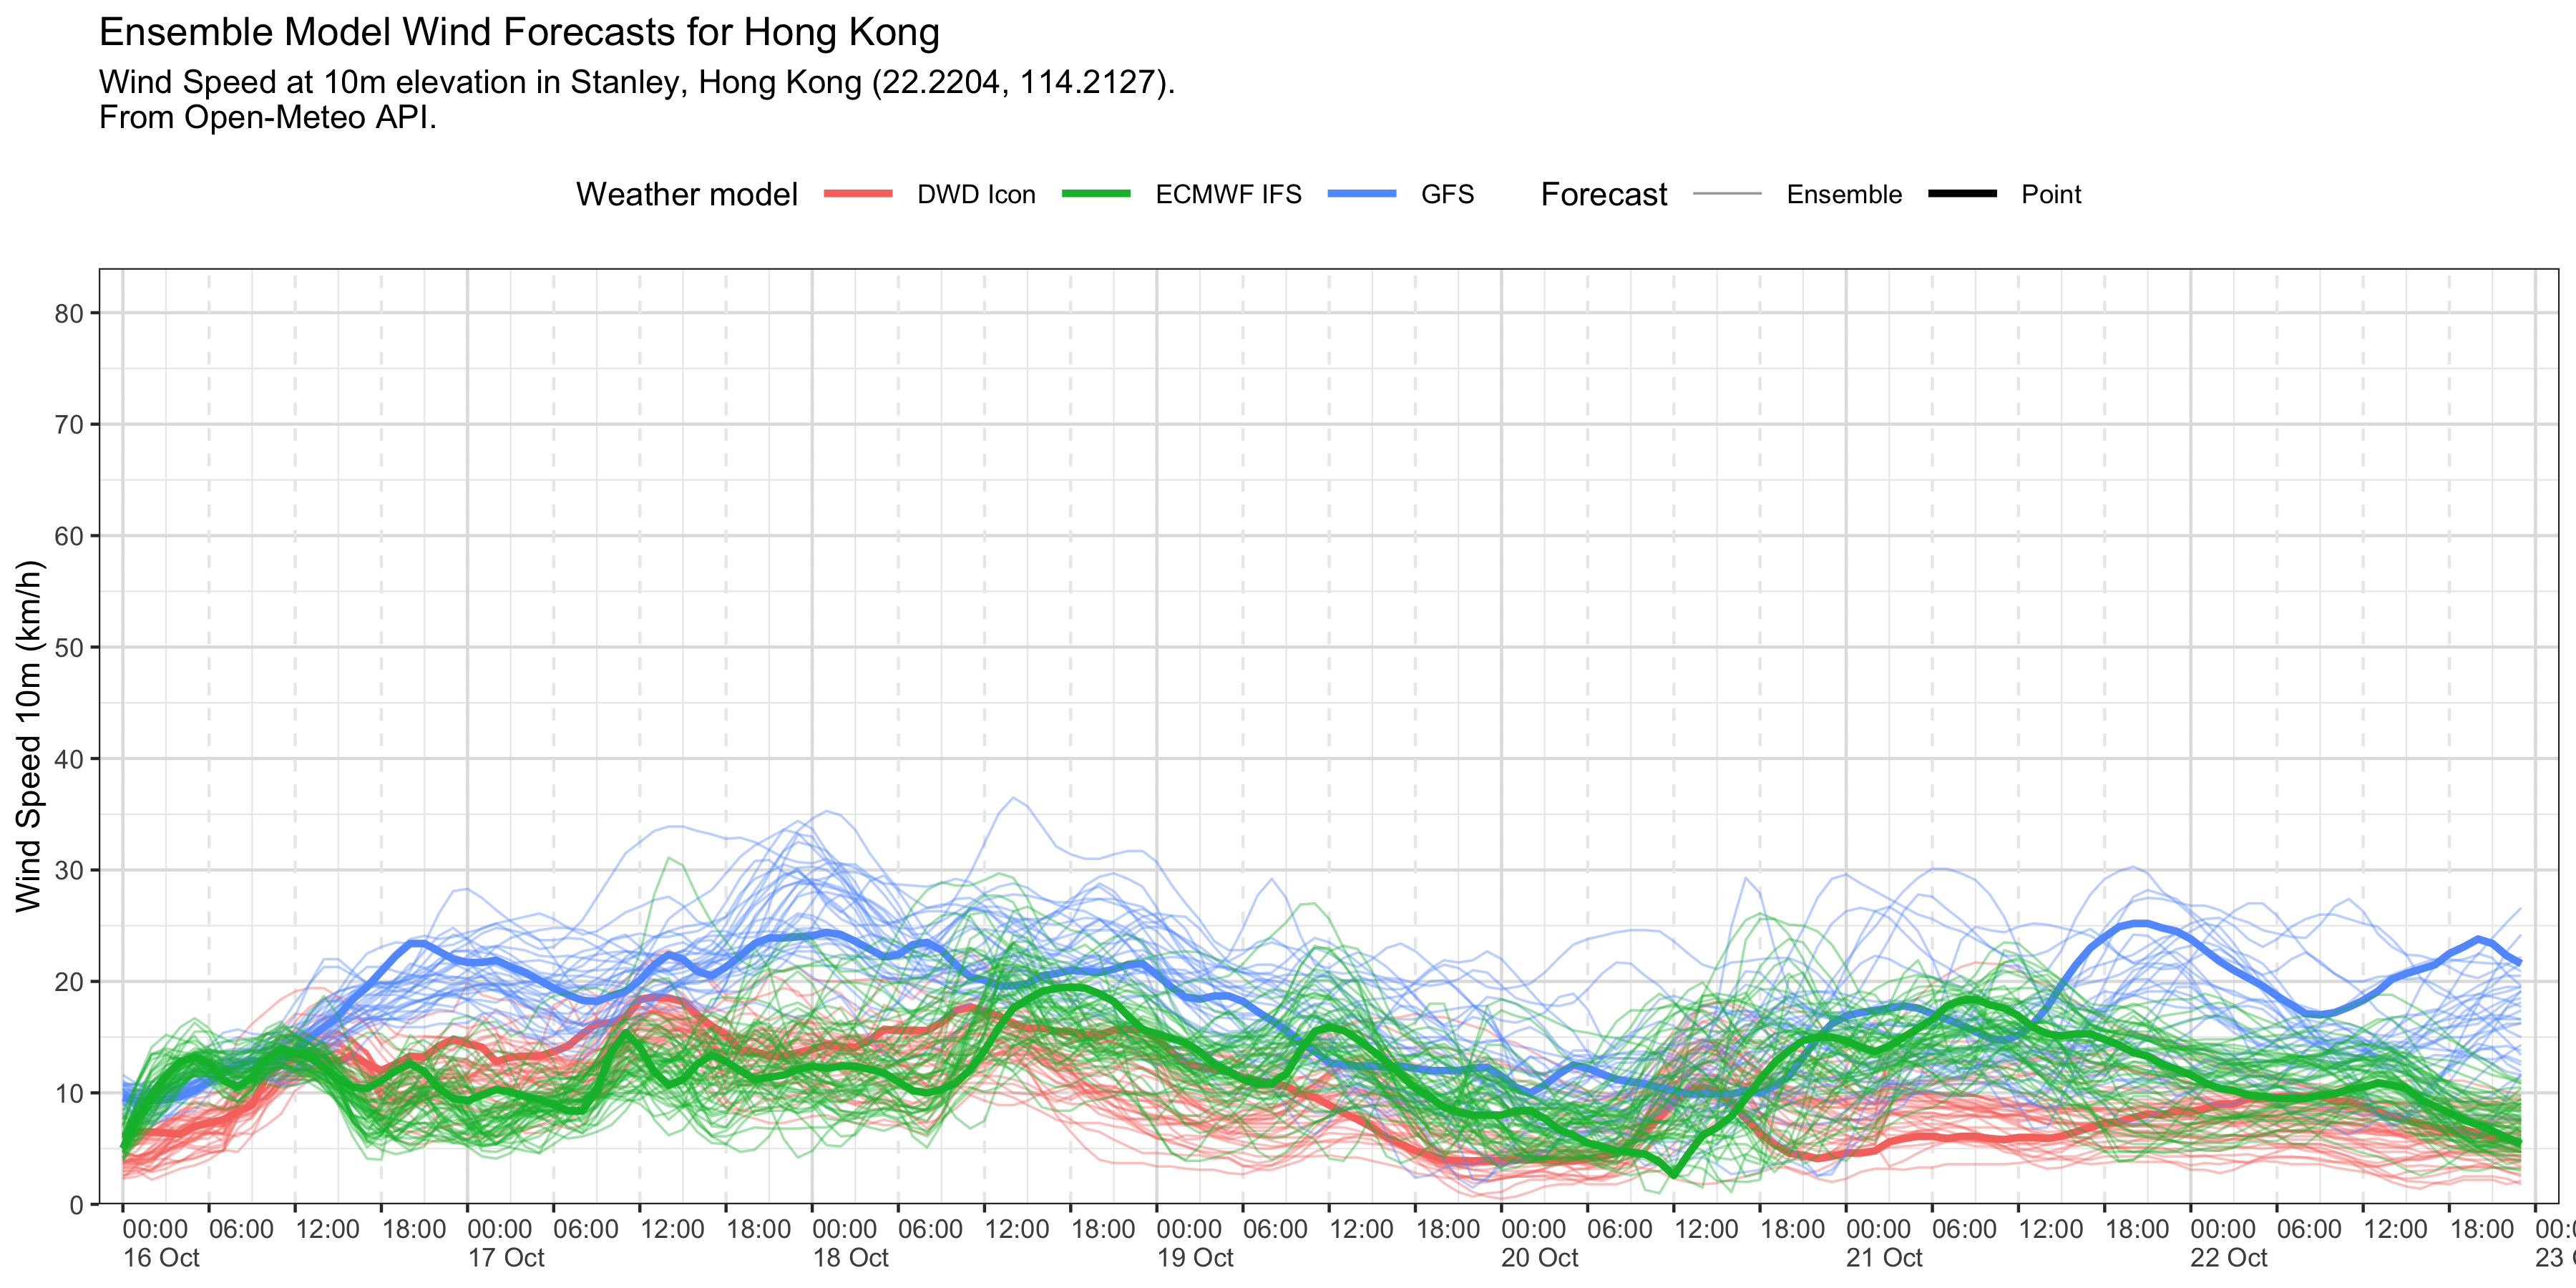 Ensemble Model Wind Forecasts for Hong Kong
Wind Speed at 10m elevation in Stanley, Hong Kong (22.2204, 114.2127).
From Open-Meteo API.
Weather model DWD Icon ECMWF IFS GFS Forecast Ensemble Point
Wind Speed 10m (km/h)
80
70
60
50
40
30
20
10
0
00:00 06:00 12:00 18:00 00:00 06:00 12:00 18:00 00:00 06:00 12:00 18:00 00:00 06:00 12:00 18:00 00:00 06:00 12:00 18:00 00:00 06:00 12:00 18:00 00:00 06:00 12:00 18:00 00:0
16 Oct 17 Oct 18 Oct 19 Oct 20 Oct 21 Oct 22 Oct 23